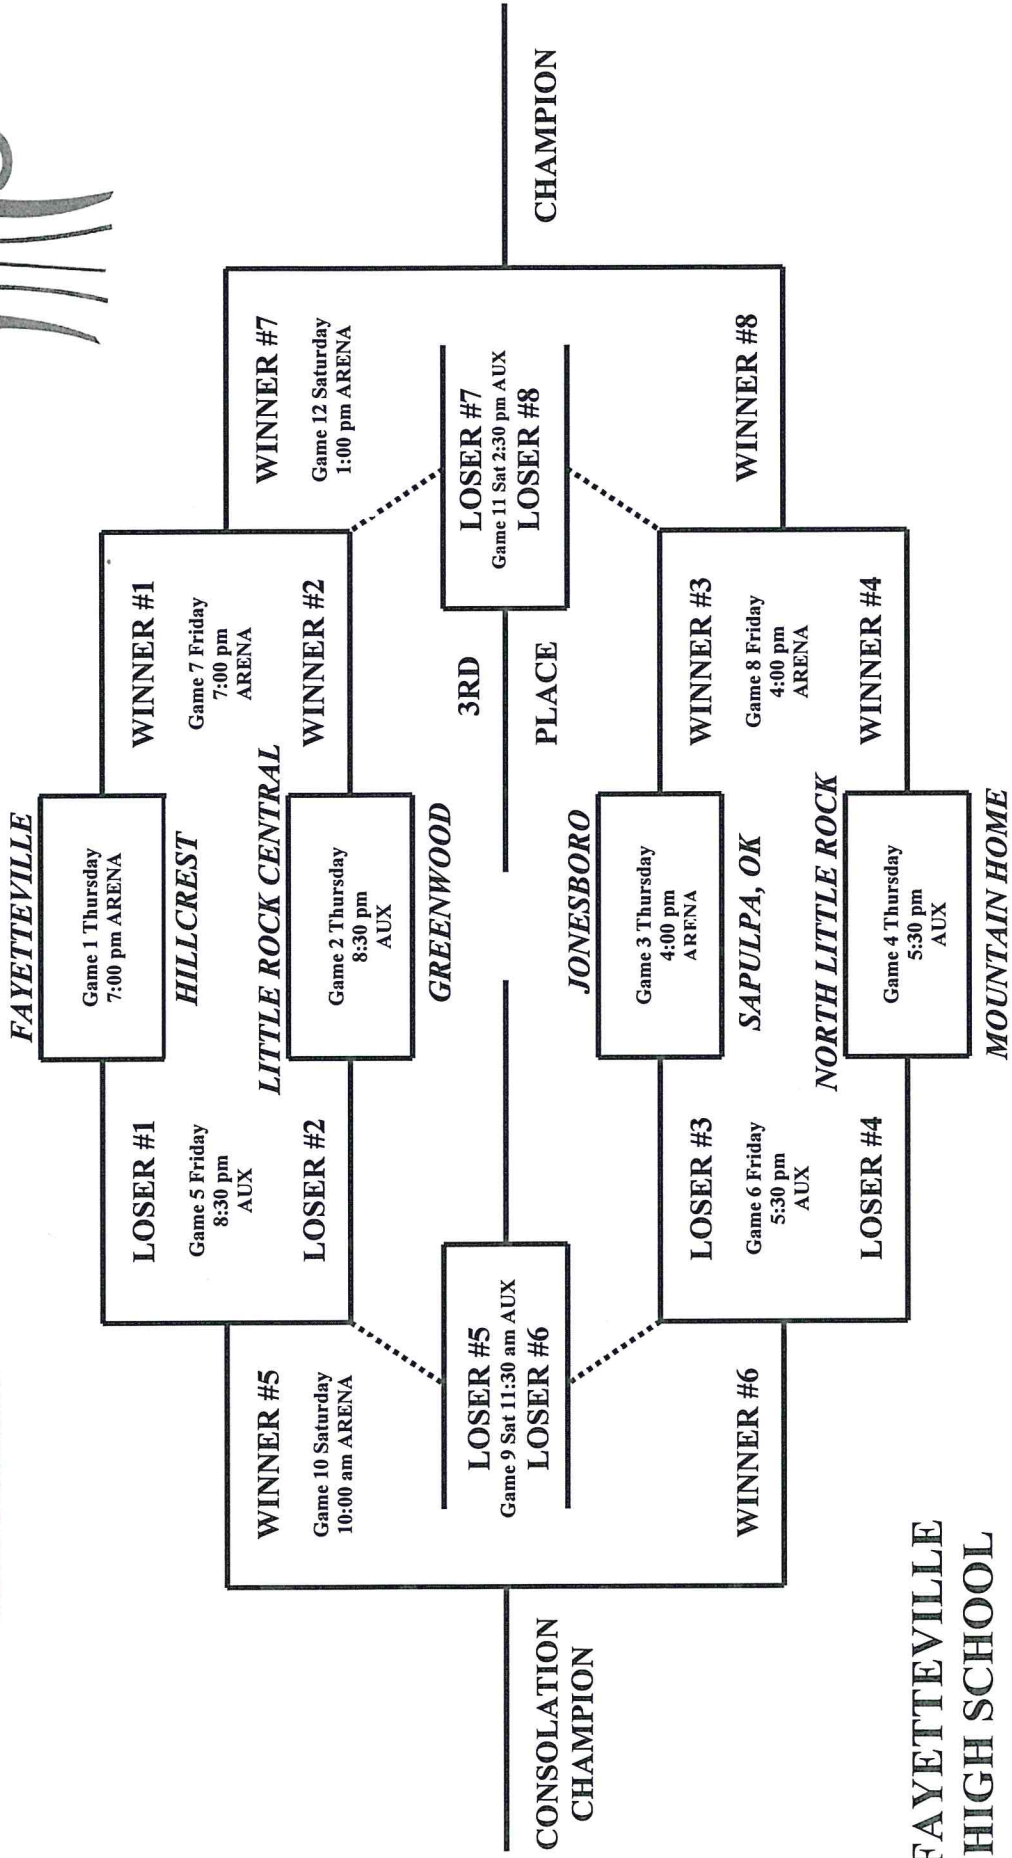 FAYETTEVILLE
Game 1 Thursday
7:00 pm ARENA
HILLCREST
LOSER #1
Game 5 Friday
8:30 pm
AUX
LOSER #2
WINNER #1
Game 7 Friday
7:00 pm
ARENA
WINNER #2
LITTLE ROCK CENTRAL
Game 2 Thursday
8:30 pm
AUX
GREENWOOD
WINNER #5
Game 10 Saturday
10:00 am ARENA
WINNER #7
Game 12 Saturday
1:00 pm ARENA
LOSER #5
Game 9 Sat 11:30 am AUX
LOSER #6
3RD
PLACE
LOSER #7
Game 11 Sat 2:30 pm AUX
LOSER #8
CONSOLATION
CHAMPION
CHAMPION
JONESBORO
Game 3 Thursday
4:00 pm
ARENA
SAPULPA, OK
LOSER #3
Game 6 Friday
5:30 pm
AUX
LOSER #4
WINNER #3
Game 8 Friday
4:00 pm
ARENA
WINNER #4
WINNER #6
WINNER #8
NORTH LITTLE ROCK
Game 4 Thursday
5:30 pm
AUX
MOUNTAIN HOME
FAYETTEVILLE
HIGH SCHOOL